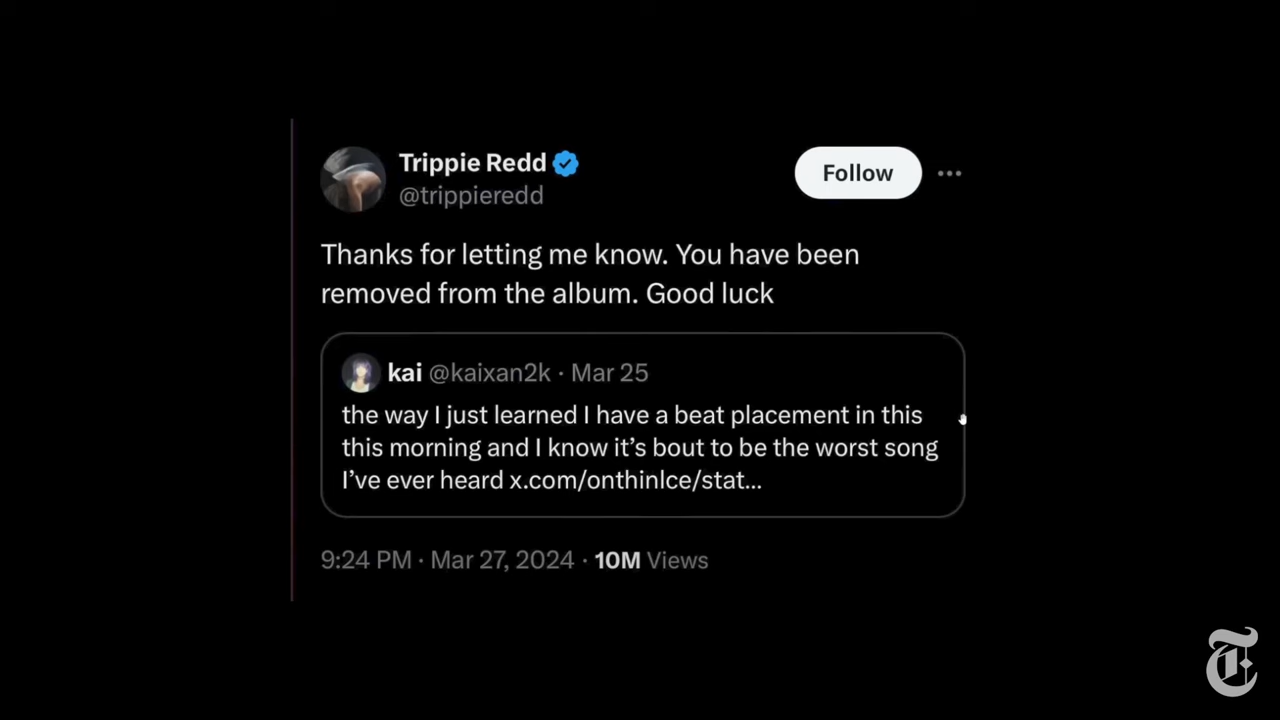 Trippie Redd
@trippieredd
Follow
Thanks for letting me know. You have been
removed from the album. Good luck
kai @kaixan2k · Mar 25
the way I just learned I have a beat placement in this
this morning and I know it's bout to be the worst song
I've ever heard x.com/onthinIce/stat...
9:24 PM · Mar 27, 2024 · 10M Views
T